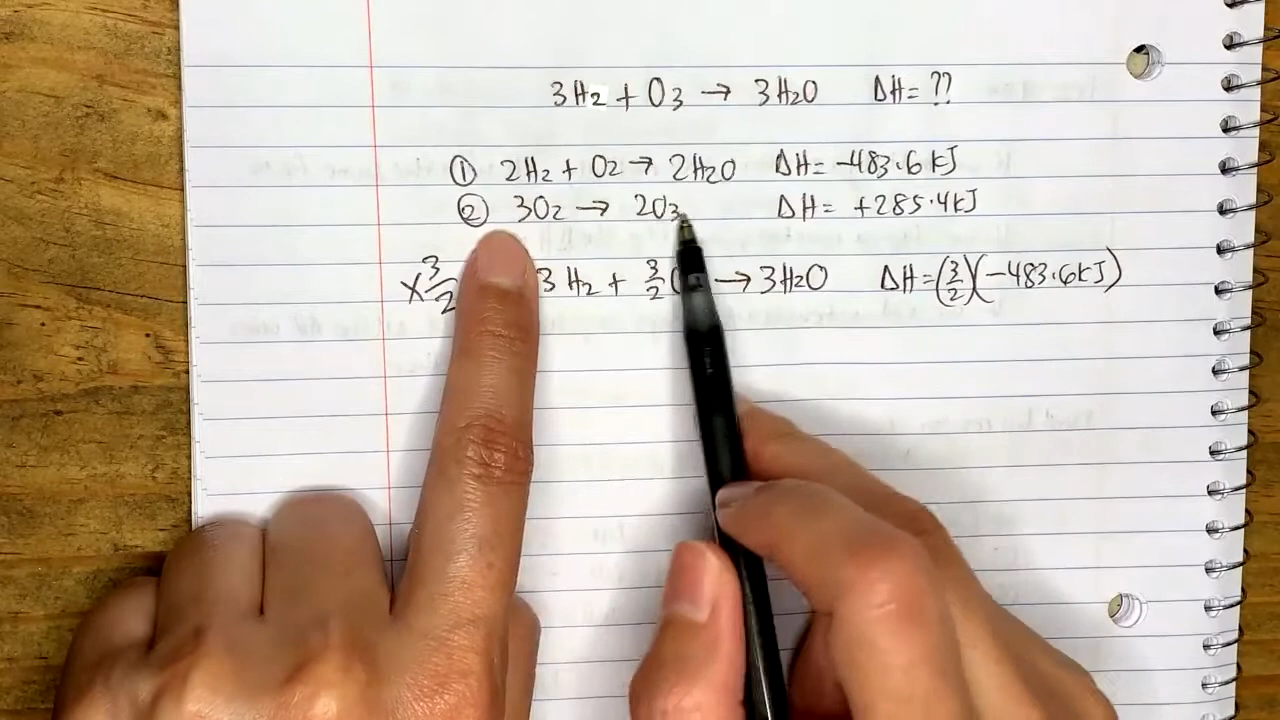 3H₂ + O₃ → 3H₂O ΔH = ??
① 2H₂ + O₂ → 2H₂O ΔH = -483.6 kJ
② 3O₂ → 2O₃ ΔH = +285.4 kJ
×3/2 3H₂ + 3/2 → 3H₂O ΔH = (3/2)(-483.6 kJ)